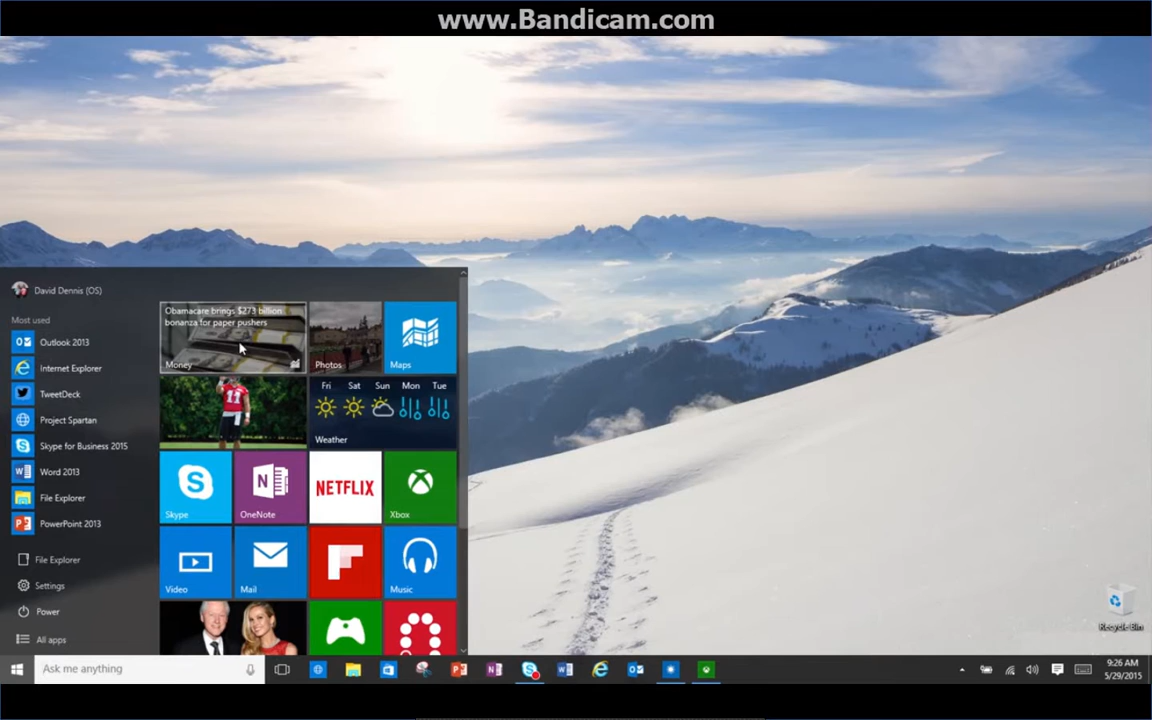 www.Bandicam.com
David Dennis (OS)
Most used
Outlook 2013
Internet Explorer
TweetDeck
Project Spartan
Skype for Business 2015
Word 2013
File Explorer
PowerPoint 2013
File Explorer
Settings
Power
All apps
Obamacare brings $273 billion
bonanza for paper pushers
Money
Photos
Maps
11
Fri Sat Sun Mon Tue
Weather
Skype
OneNote
NETFLIX
Xbox
Video
Mail
Music
Recycle Bin
Ask me anything
9:26 AM
5/29/2015